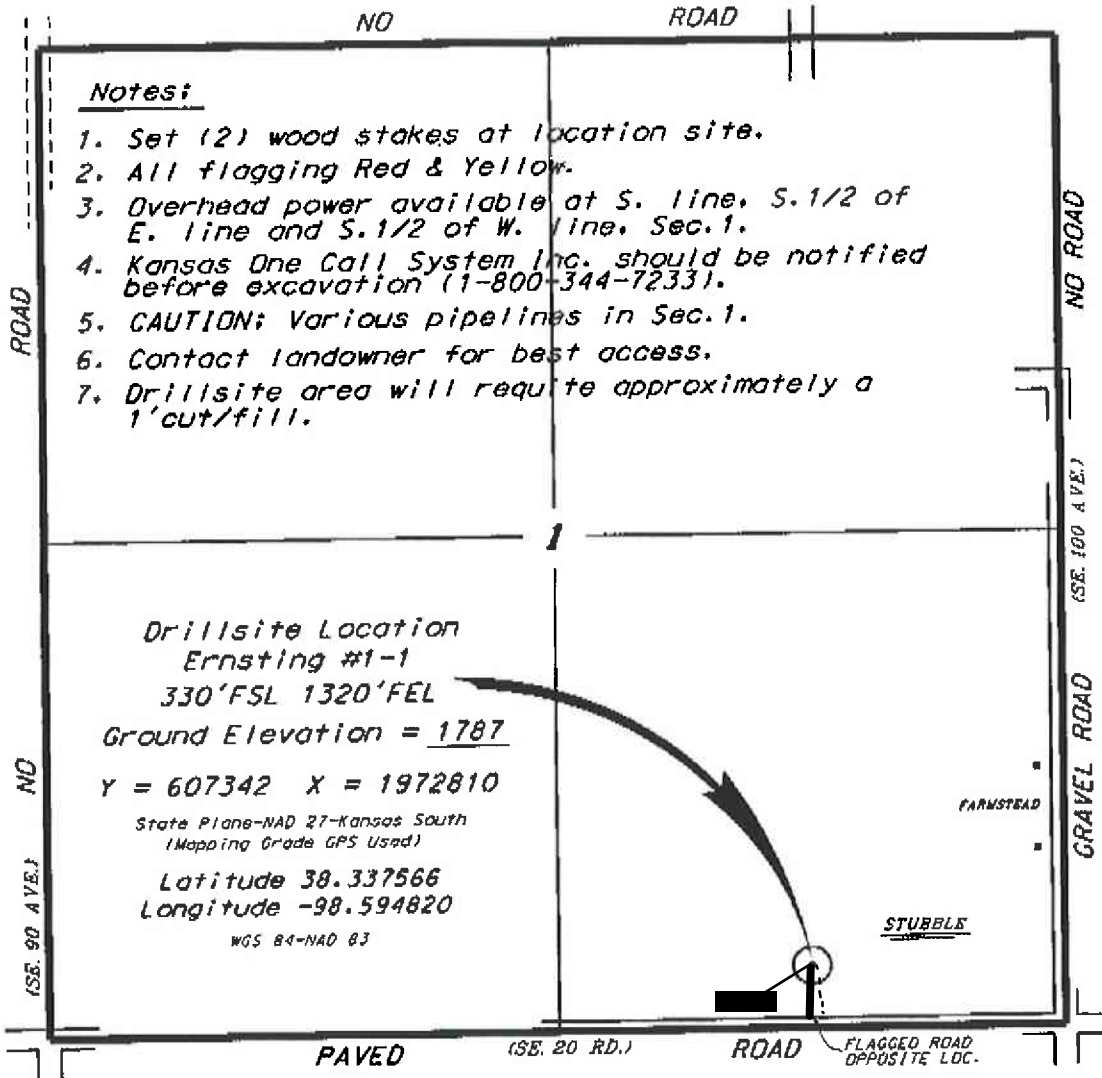 NO ROAD
Notes:
1. Set (2) wood stakes at location site.
2. All flagging Red & Yellow.
3. Overhead power available at S. line, S.1/2 of
E. line and S.1/2 of W. line, Sec.1.
4. Kansas One Call System Inc. should be notified
before excavation (1-800-344-7233).
5. CAUTION: Various pipelines in Sec.1.
6. Contact landowner for best access.
7. Drillsite area will requite approximately a
1'cut/fill.
ROAD
NO
(SE. 90 AVE.)
NO ROAD
(SE. 100 AVE.)
GRAVEL ROAD
1
Drillsite Location
Ernsting #1-1
330'FSL 1320'FEL
Ground Elevation = 1787
Y = 607342 X = 1972810
State Plane-NAD 27-Kansas South
(Mapping Grade GPS Used)
Latitude 38.337566
Longitude -98.594820
WGS 84-NAD 83
FARMSTEAD
STUBBLE
PAVED (SE. 20 RD.) ROAD
FLAGGED ROAD
OPPOSITE LOC.